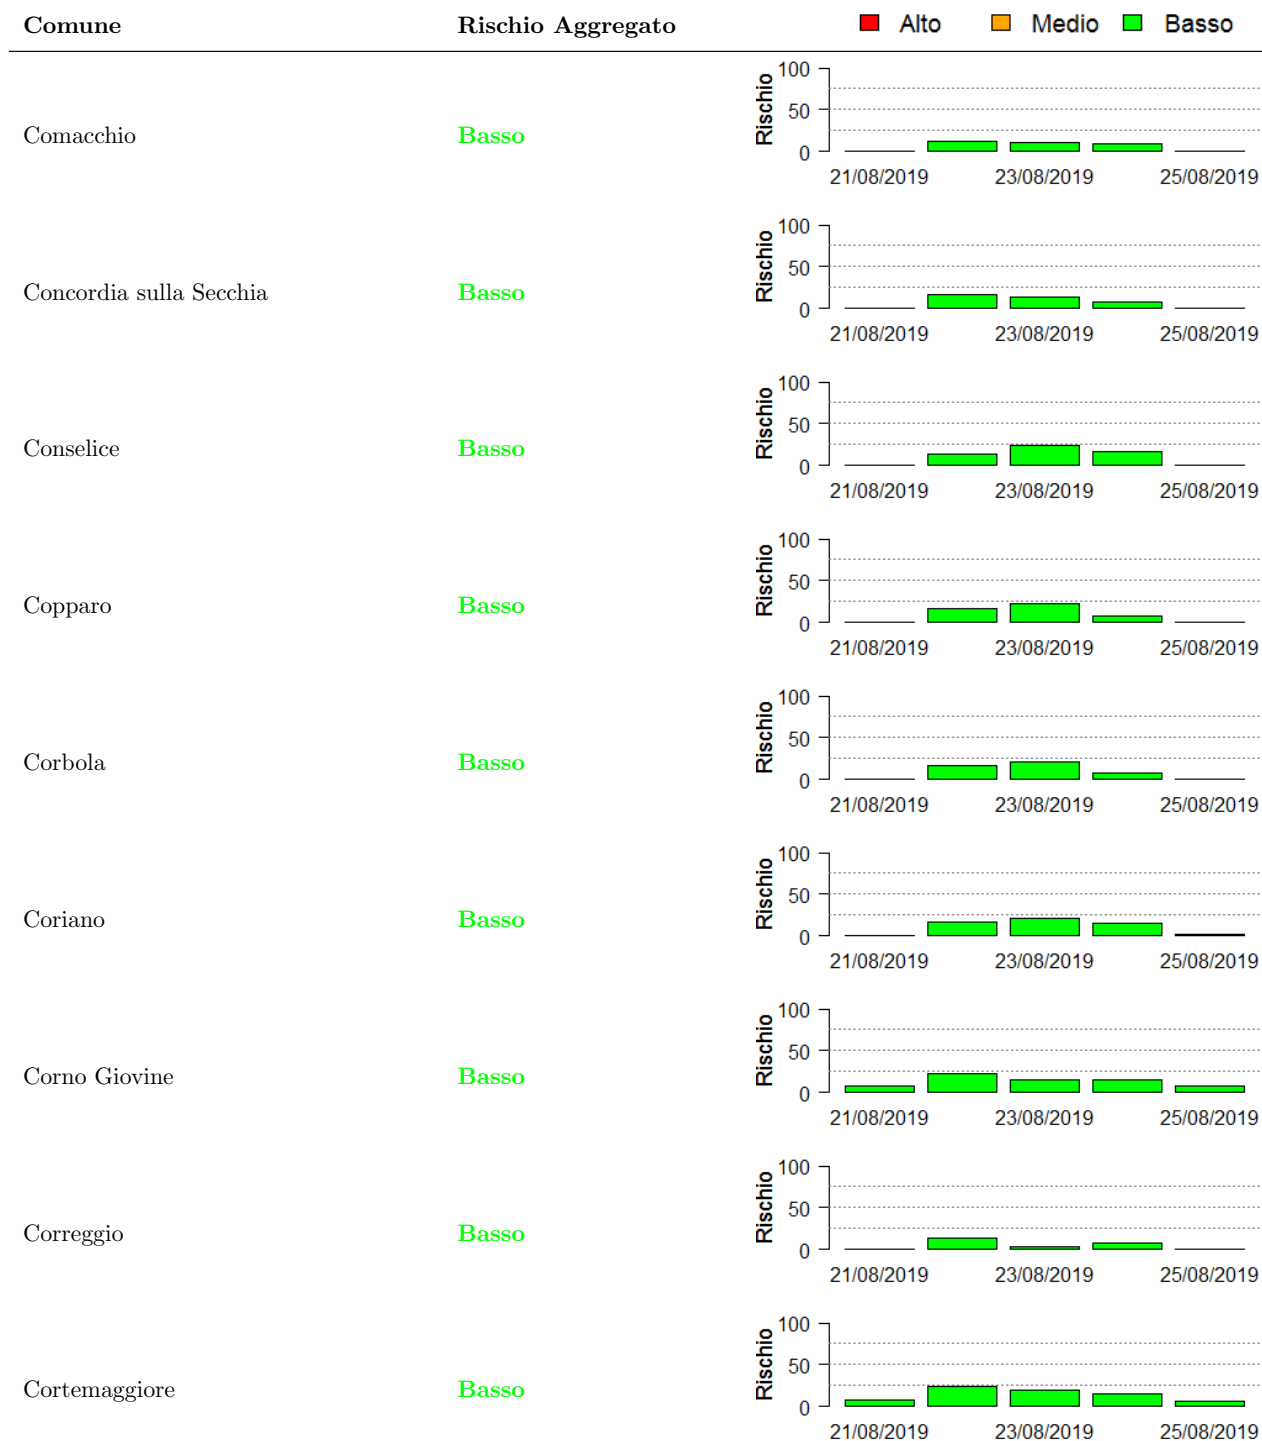 Comune Rischio Aggregato Alto Medio Basso
100
50
0
Rischio
Comacchio Basso
21/08/2019 23/08/2019 25/08/2019
100
50
0
Rischio
Concordia sulla Secchia Basso
21/08/2019 23/08/2019 25/08/2019
100
50
0
Rischio
Conselice Basso
21/08/2019 23/08/2019 25/08/2019
100
50
0
Rischio
Copparo Basso
21/08/2019 23/08/2019 25/08/2019
100
50
0
Rischio
Corbola Basso
21/08/2019 23/08/2019 25/08/2019
100
50
0
Rischio
Coriano Basso
21/08/2019 23/08/2019 25/08/2019
100
50
0
Rischio
Corno Giovine Basso
21/08/2019 23/08/2019 25/08/2019
100
50
0
Rischio
Correggio Basso
21/08/2019 23/08/2019 25/08/2019
100
50
0
Rischio
Cortemaggiore Basso
21/08/2019 23/08/2019 25/08/2019